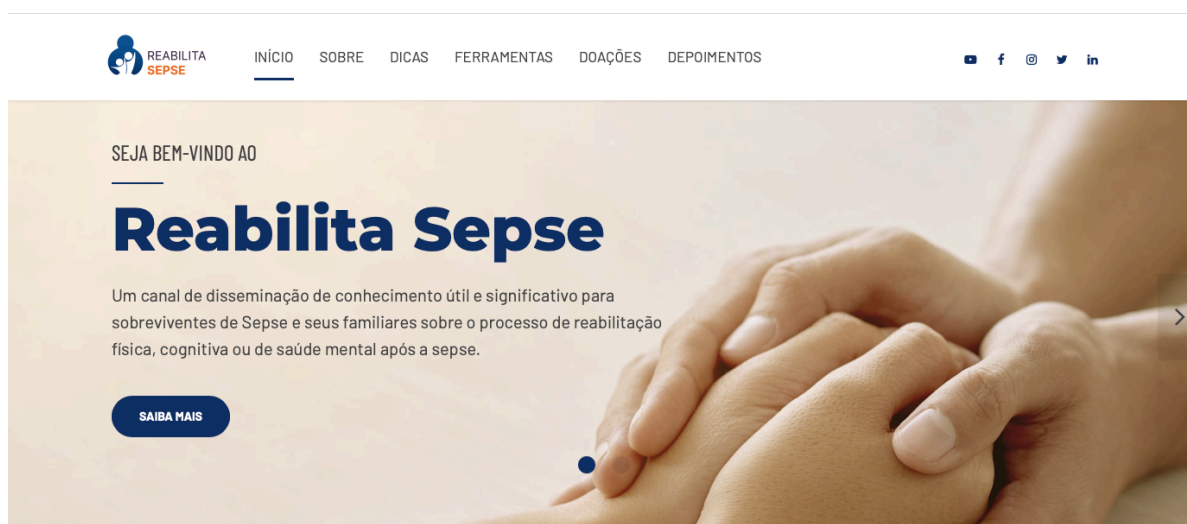 REABILITA
SEPSE
INÍCIO SOBRE DICAS FERRAMENTAS DOAÇÕES DEPOIMENTOS
SEJA BEM-VINDO AO
Reabilita Sepse
Um canal de disseminação de conhecimento útil e significativo para
sobreviventes de Sepse e seus familiares sobre o processo de reabilitação
física, cognitiva ou de saúde mental após a sepse.
SAIBA MAIS